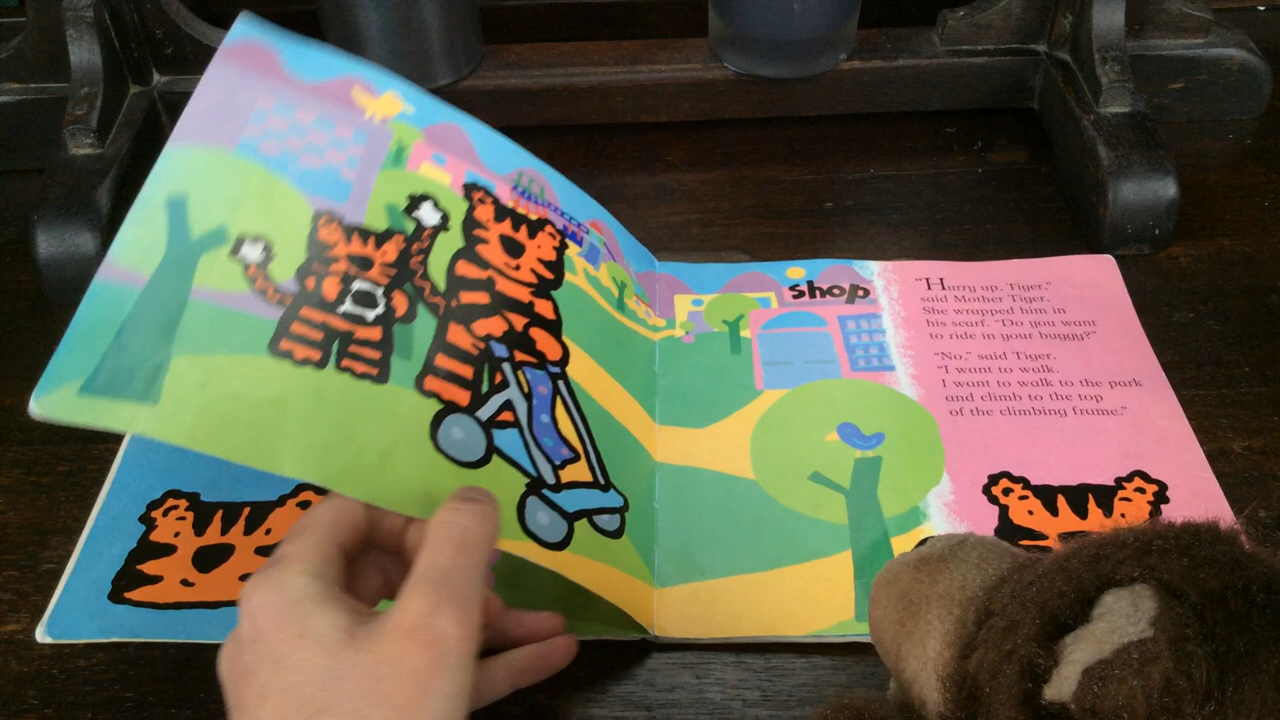 shop
"Hurry up, Tiger,"
said Mother Tiger.
She wrapped him in
his scarf. "Do you want
to ride in your buggy?"
"No," said Tiger.
"I want to walk.
I want to walk to the park
and climb to the top
of the climbing frame."